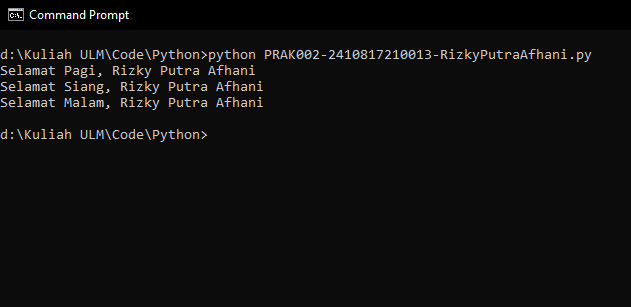 Command Prompt
d:\Kuliah ULM\Code\Python>python PRAK002-2410817210013-RizkyPutraAfhani.py
Selamat Pagi, Rizky Putra Afhani
Selamat Siang, Rizky Putra Afhani
Selamat Malam, Rizky Putra Afhani
d:\Kuliah ULM\Code\Python>